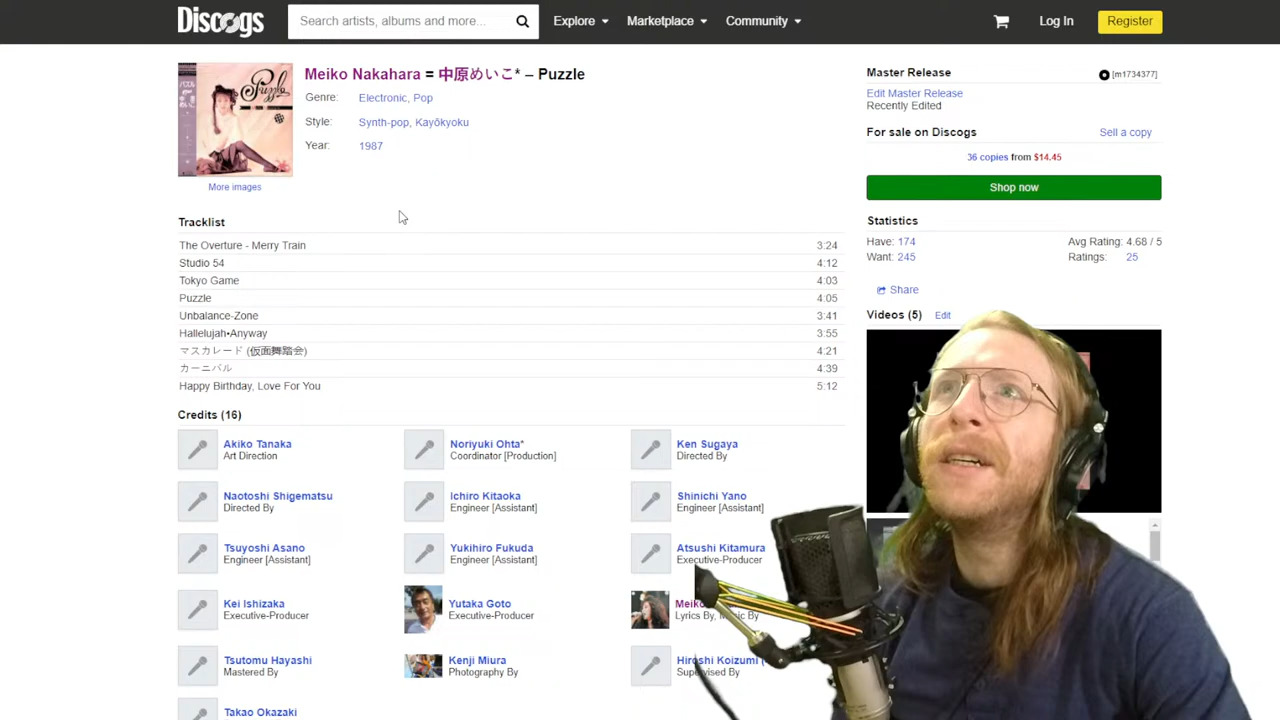 Discogs
Search artists, albums and more...
Explore
Marketplace
Community
Log In
Register
Puzzle
Meiko Nakahara = 中原めいこ* – Puzzle
Genre: Electronic, Pop
Style: Synth-pop, Kayōkyoku
Year: 1987
More images
Master Release [m1734377]
Edit Master Release
Recently Edited
For sale on Discogs Sell a copy
36 copies from $14.45
Shop now
Statistics
Have: 174 Avg Rating: 4.68 / 5
Want: 245 Ratings: 25
Share
Videos (5) Edit
Tracklist
The Overture - Merry Train 3:24
Studio 54 4:12
Tokyo Game 4:03
Puzzle 4:05
Unbalance-Zone 3:41
Hallelujah•Anyway 3:55
マスカレード (仮面舞踏会) 4:21
カーニバル 4:39
Happy Birthday, Love For You 5:12
Credits (16)
Akiko Tanaka
Art Direction
Noriyuki Ohta*
Coordinator [Production]
Ken Sugaya
Directed By
Naotoshi Shigematsu
Directed By
Ichiro Kitaoka
Engineer [Assistant]
Shinichi Yano
Engineer [Assistant]
Tsuyoshi Asano
Engineer [Assistant]
Yukihiro Fukuda
Engineer [Assistant]
Atsushi Kitamura
Executive-Producer
Kei Ishizaka
Executive-Producer
Yutaka Goto
Executive-Producer
Lyrics By, By
Tsutomu Hayashi
Mastered By
Kenji Miura
Photography By
Hiroshi Koizumi
By
Takao Okazaki